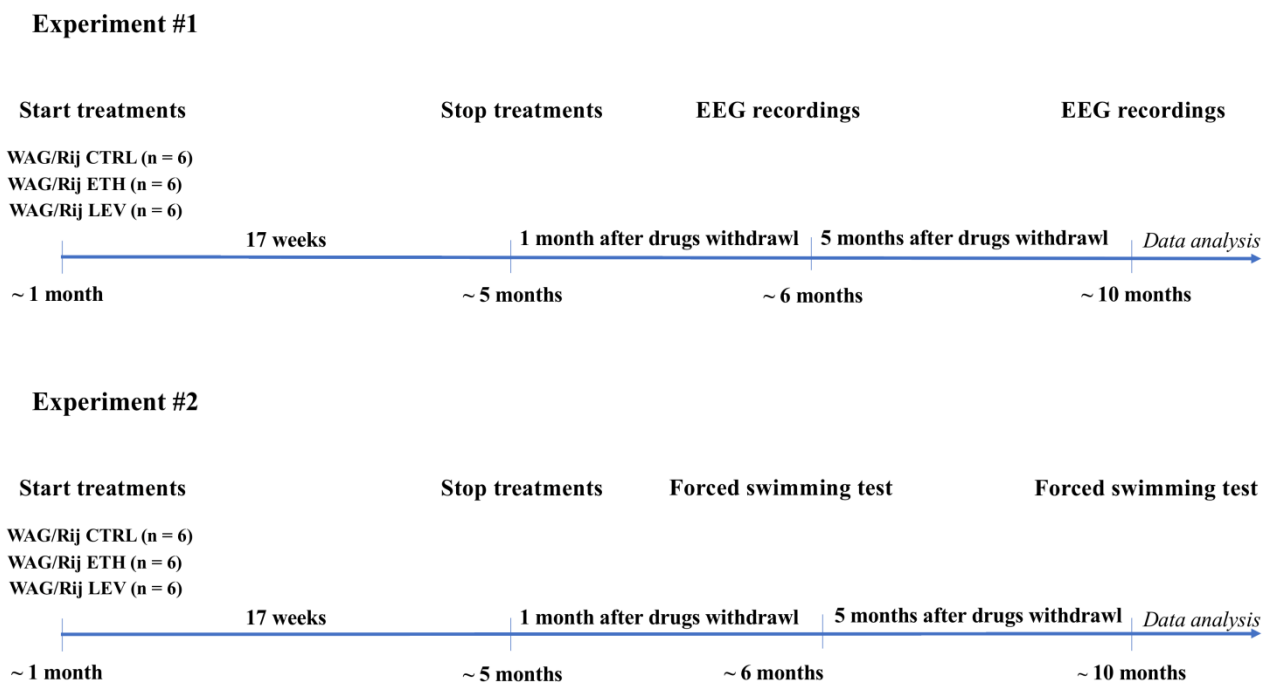 Experiment #1
Start treatments Stop treatments EEG recordings EEG recordings
WAG/Rij CTRL (n = 6)
WAG/Rij ETH (n = 6)
WAG/Rij LEV (n = 6)
17 weeks 1 month after drugs withdrawl 5 months after drugs withdrawl Data analysis
~ 1 month ~ 5 months ~ 6 months ~ 10 months
Experiment #2
Start treatments Stop treatments Forced swimming test Forced swimming test
WAG/Rij CTRL (n = 6)
WAG/Rij ETH (n = 6)
WAG/Rij LEV (n = 6)
17 weeks 1 month after drugs withdrawl 5 months after drugs withdrawl Data analysis
~ 1 month ~ 5 months ~ 6 months ~ 10 months